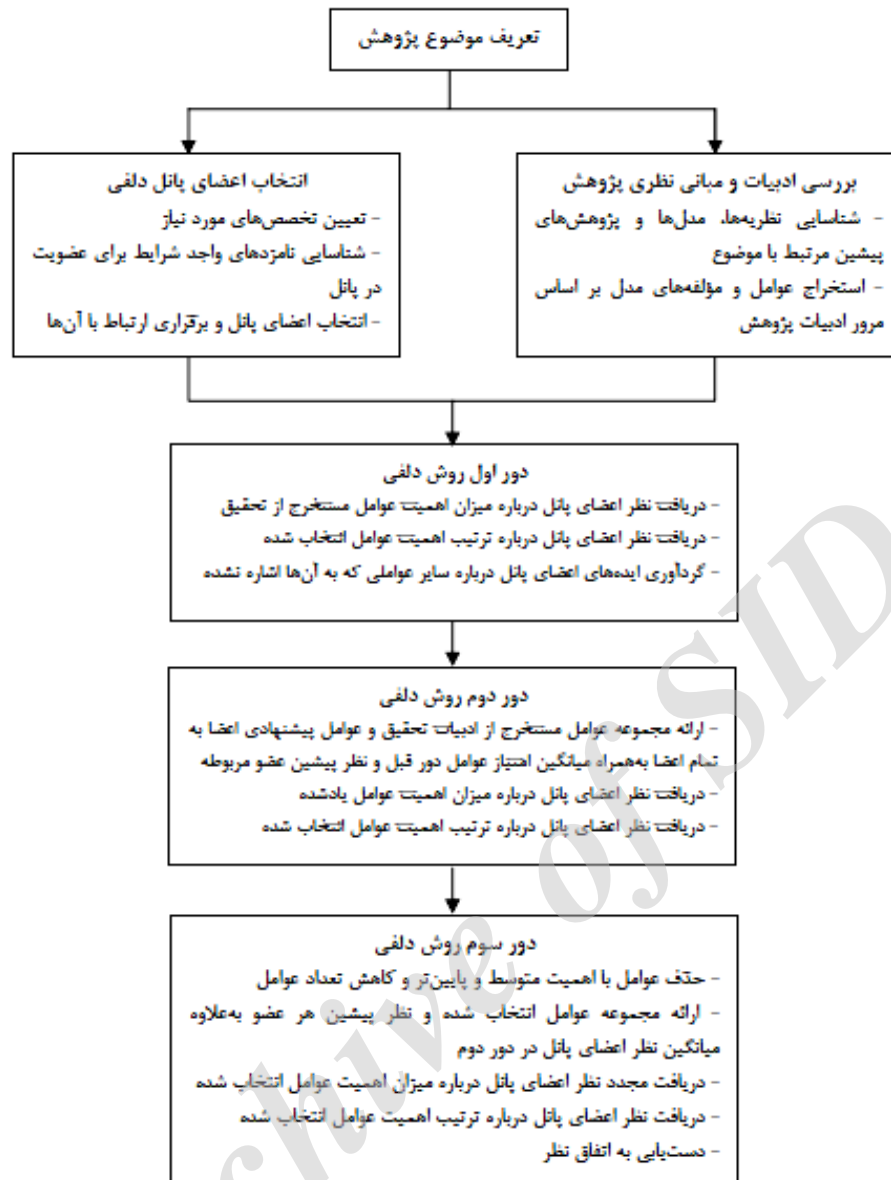 تعریف موضوع پژوهش
بررسی ادبیات و مبانی نظری پژوهش
- شناسایی نظریه‌ها، مدل‌ها و پژوهش‌های
پیشین مرتبط با موضوع
- استخراج عوامل و مؤلفه‌های مدل بر اساس
مرور ادبیات پژوهش
انتخاب اعضای پانل دلفی
- تعیین تخصص‌های مورد نیاز
- شناسایی نامزدهای واجد شرایط برای عضویت
در پانل
- انتخاب اعضای پانل و برقراری ارتباط با آن‌ها
دور اول روش دلفی
- دریافت نظر اعضای پانل درباره میزان اهمیت عوامل مستخرج از تحقیق
- دریافت نظر اعضای پانل درباره ترتیب اهمیت عوامل انتخاب شده
- گردآوری ایده‌های اعضای پانل درباره سایر عواملی که به آن‌ها اشاره نشده
دور دوم روش دلفی
- ارائه مجموعه عوامل مستخرج از ادبیات تحقیق و عوامل پیشنهادی اعضا به
تمام اعضا به‌همراه میانگین امتیاز عوامل دور قبل و نظر پیشین عضو مربوطه
- دریافت نظر اعضای پانل درباره میزان اهمیت عوامل یادشده
- دریافت نظر اعضای پانل درباره ترتیب اهمیت عوامل انتخاب شده
دور سوم روش دلفی
- حذف عوامل با اهمیت متوسط و پایین‌تر و کاهش تعداد عوامل
- ارائه مجموعه عوامل انتخاب شده و نظر پیشین هر عضو به‌علاوه
میانگین نظر اعضای پانل در دور دوم
- دریافت مجدد نظر اعضای پانل درباره میزان اهمیت عوامل انتخاب شده
- دریافت نظر اعضای پانل درباره ترتیب اهمیت عوامل انتخاب شده
- دست‌یابی به اتفاق نظر
hive of SID